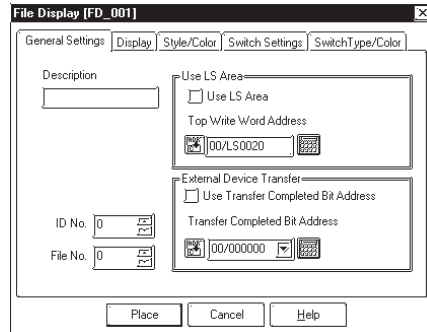 File Display [FD_001]
General Settings Display Style/Color Switch Settings SwitchType/Color
Description
Use LS Area
Use LS Area
Top Write Word Address
00/LS0020
External Device Transfer
Use Transfer Completed Bit Address
Transfer Completed Bit Address
00/000000
ID No. 0
File No. 0
Place Cancel Help